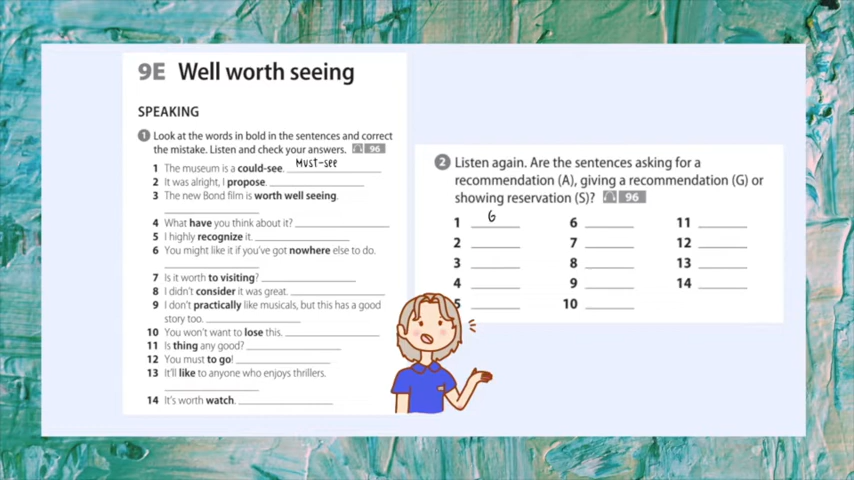 9E Well worth seeing
SPEAKING
1 Look at the words in bold in the sentences and correct
the mistake. Listen and check your answers. 96
1 The museum is a could-see. Must-see
2 It was alright, I propose.
3 The new Bond film is worth well seeing.
4 What have you think about it?
5 I highly recognize it.
6 You might like it if you've got nowhere else to do.
7 Is it worth to visiting?
8 I didn't consider it was great.
9 I don't practically like musicals, but this has a good
story too.
10 You won't want to lose this.
11 Is thing any good?
12 You must to go!
13 It'll like to anyone who enjoys thrillers.
14 It's worth watch.
2 Listen again. Are the sentences asking for a
recommendation (A), giving a recommendation (G) or
showing reservation (S)? 96
1 G 6 11
2 7 12
3 8 13
4 9 14
5 10